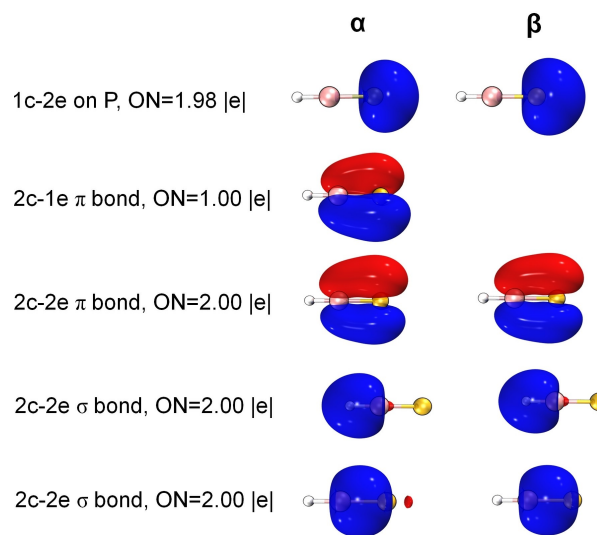 α β
1c-2e on P, ON=1.98 |e|
2c-1e π bond, ON=1.00 |e|
2c-2e π bond, ON=2.00 |e|
2c-2e σ bond, ON=2.00 |e|
2c-2e σ bond, ON=2.00 |e|